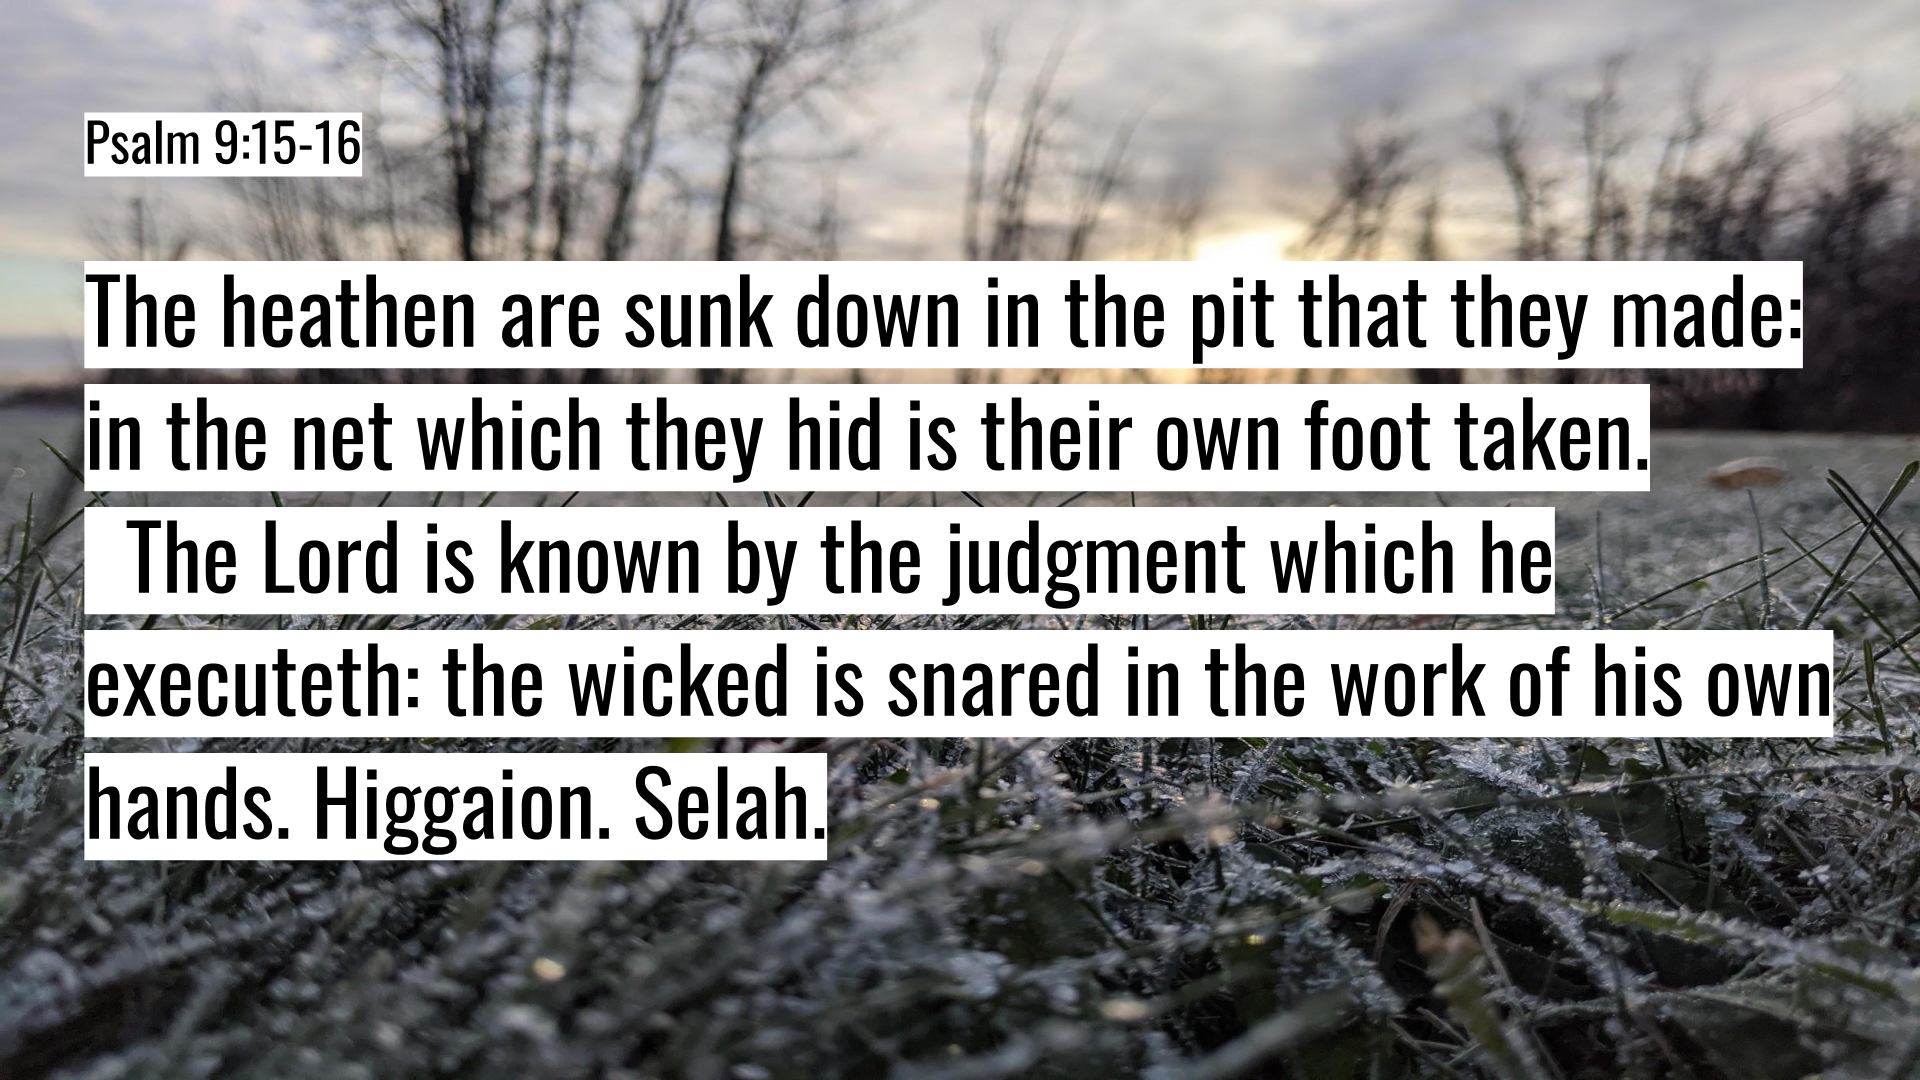 Psalm 9:15-16
The heathen are sunk down in the pit that they made:
in the net which they hid is their own foot taken.
The Lord is known by the judgment which he
executeth: the wicked is snared in the work of his own
hands. Higgaion. Selah.